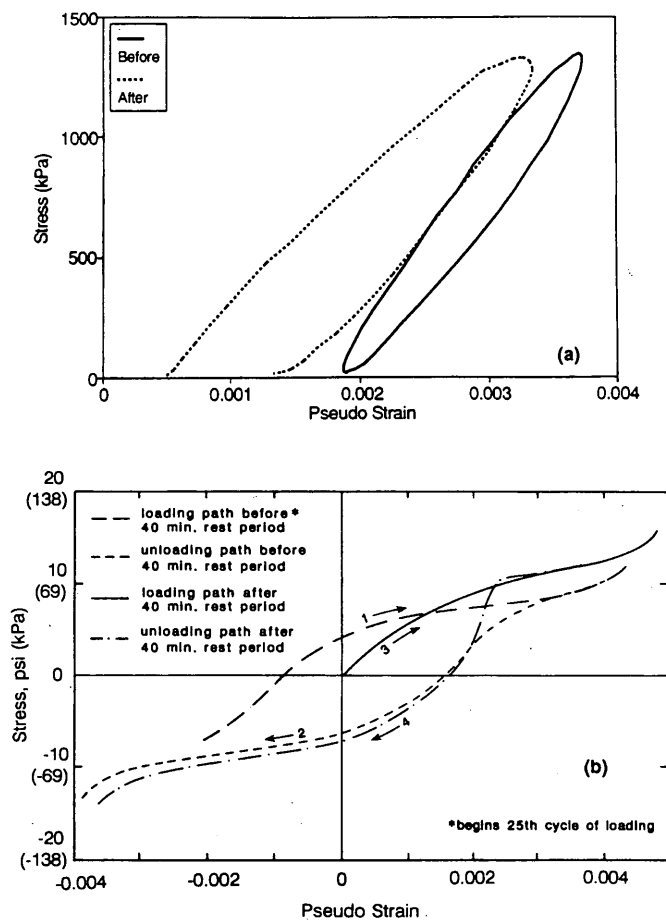 1500
1000
500
0
Stress (kPa)
Before
After
(a)
0
0.001
0.002
0.003
0.004
Pseudo Strain
20
(138)
10
(69)
0
-10
(-69)
-20
(-138)
Stress, psi (kPa)
loading path before*
40 min. rest period
unloading path before
40 min. rest period
loading path after
40 min. rest period
unloading path after
40 min. rest period
1
3
2
4
(b)
*begins 25th cycle of loading
-0.004
-0.002
0
0.002
0.004
Pseudo Strain